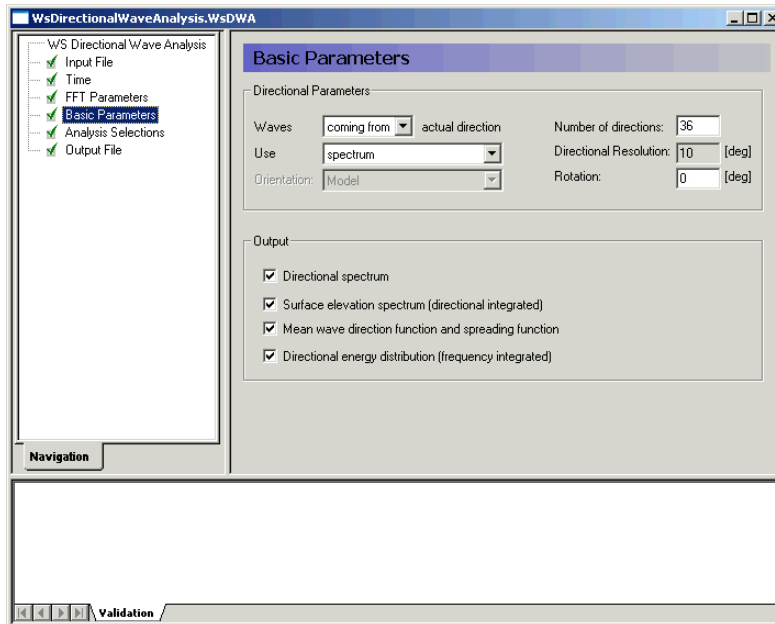 WsDirectionalWaveAnalysis.WsDWA
WS Directional Wave Analysis
Input File
Time
FFT Parameters
Basic Parameters
Analysis Selections
Output File
Navigation
Basic Parameters
Directional Parameters
Waves coming from actual direction Number of directions: 36
Use spectrum Directional Resolution: 10 [deg]
Orientation: Model Rotation: 0 [deg]
Output
Directional spectrum
Surface elevation spectrum (directional integrated)
Mean wave direction function and spreading function
Directional energy distribution (frequency integrated)
Validation